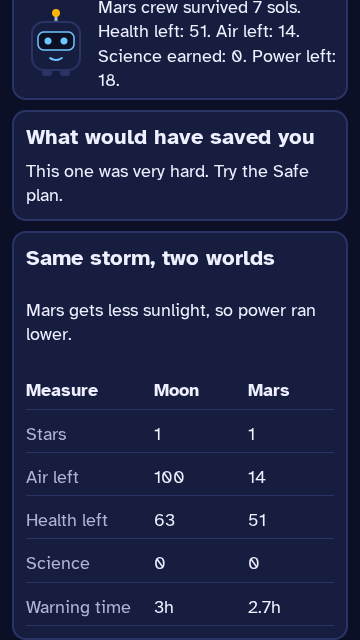 Mars crew survived 7 sols.
Health left: 51. Air left: 14.
Science earned: 0. Power left:
18.
What would have saved you
This one was very hard. Try the Safe
plan.
Same storm, two worlds
Mars gets less sunlight, so power ran
lower.
Measure Moon Mars
Stars 1 1
Air left 100 14
Health left 63 51
Science 0 0
Warning time 3h 2.7h